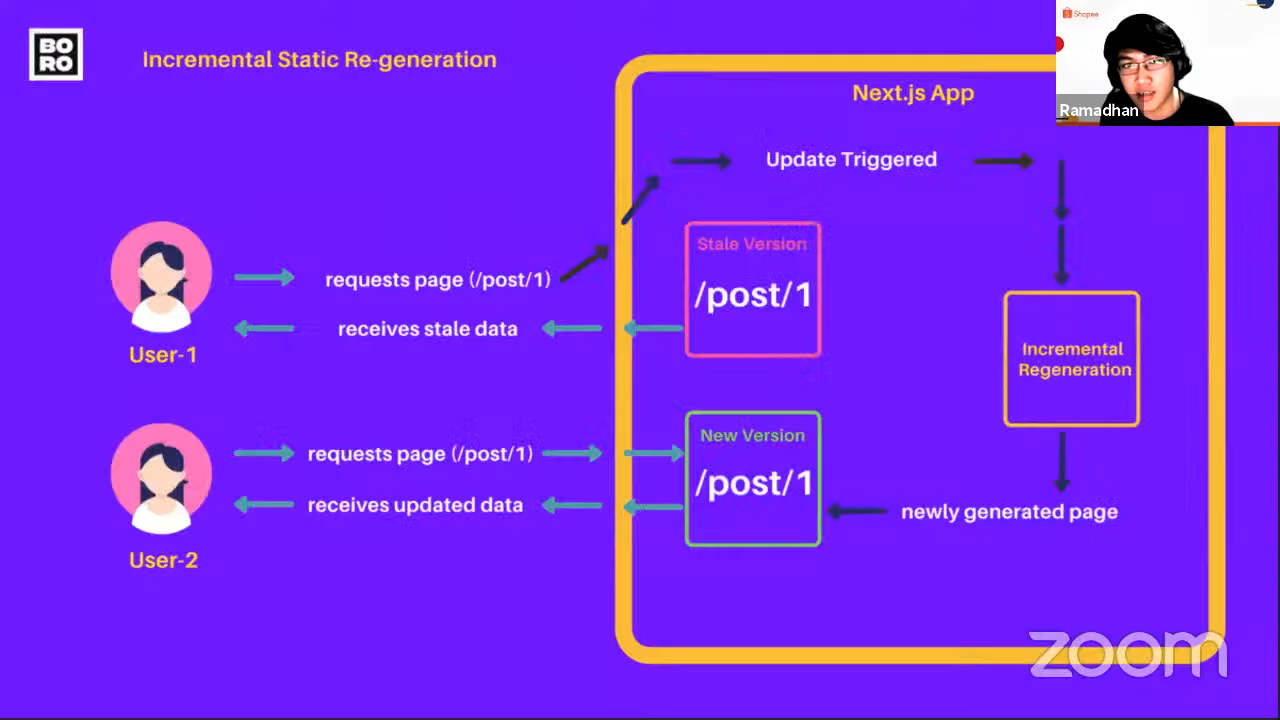 BO
RO
Incremental Static Re-generation
Shopee
Ramadhan
Next.js App
Update Triggered
Stale Version
/post/1
requests page (/post/1)
receives stale data
User-1
Incremental
Regeneration
New Version
/post/1
requests page (/post/1)
receives updated data
newly generated page
User-2
zoom